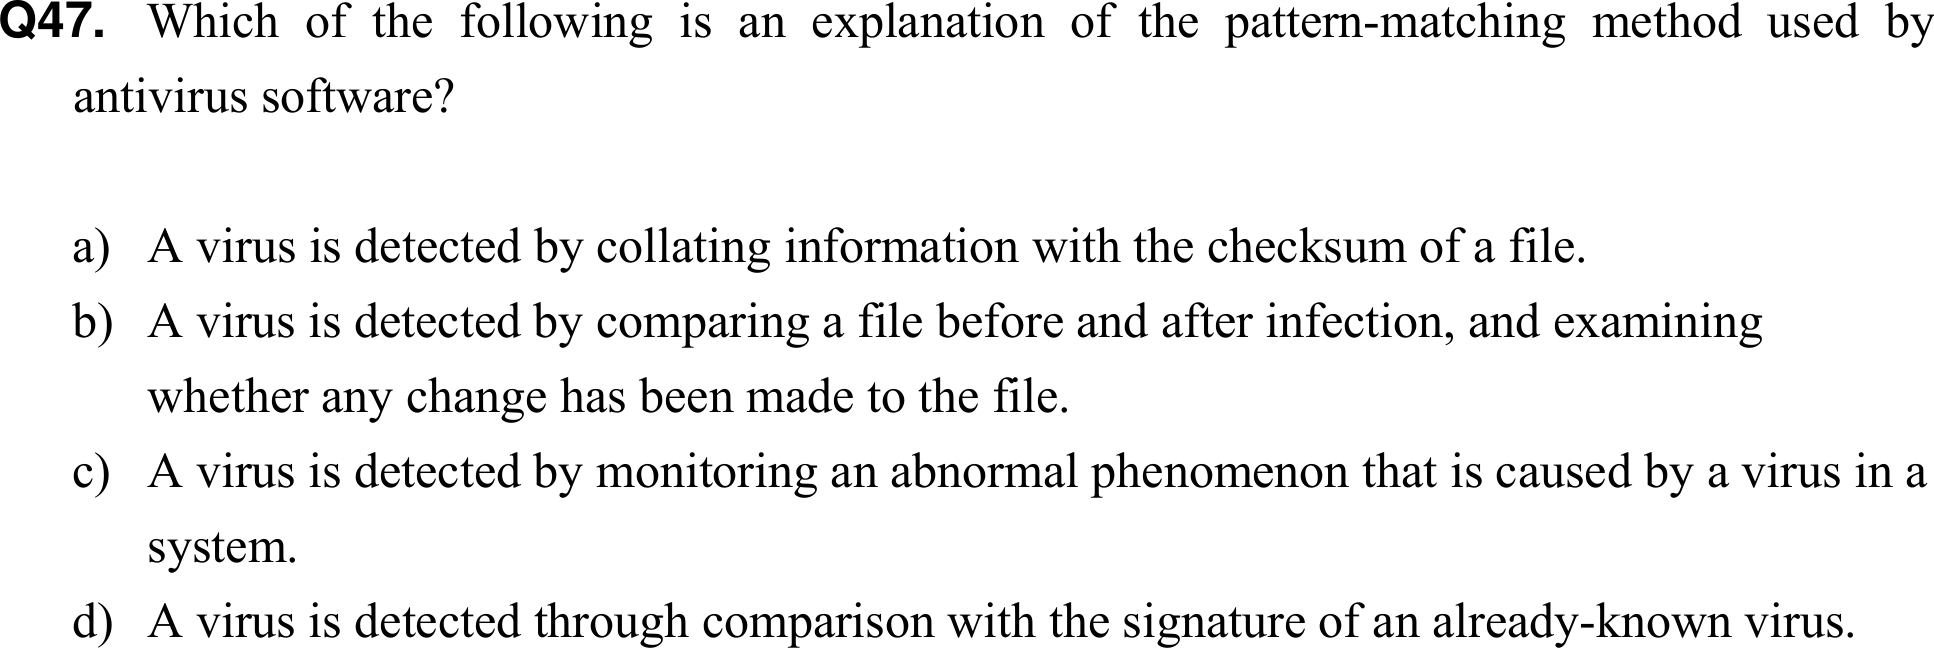 Q47. Which of the following is an explanation of the pattern-matching method used by
antivirus software?
a) A virus is detected by collating information with the checksum of a file.
b) A virus is detected by comparing a file before and after infection, and examining
whether any change has been made to the file.
c) A virus is detected by monitoring an abnormal phenomenon that is caused by a virus in a
system.
d) A virus is detected through comparison with the signature of an already-known virus.